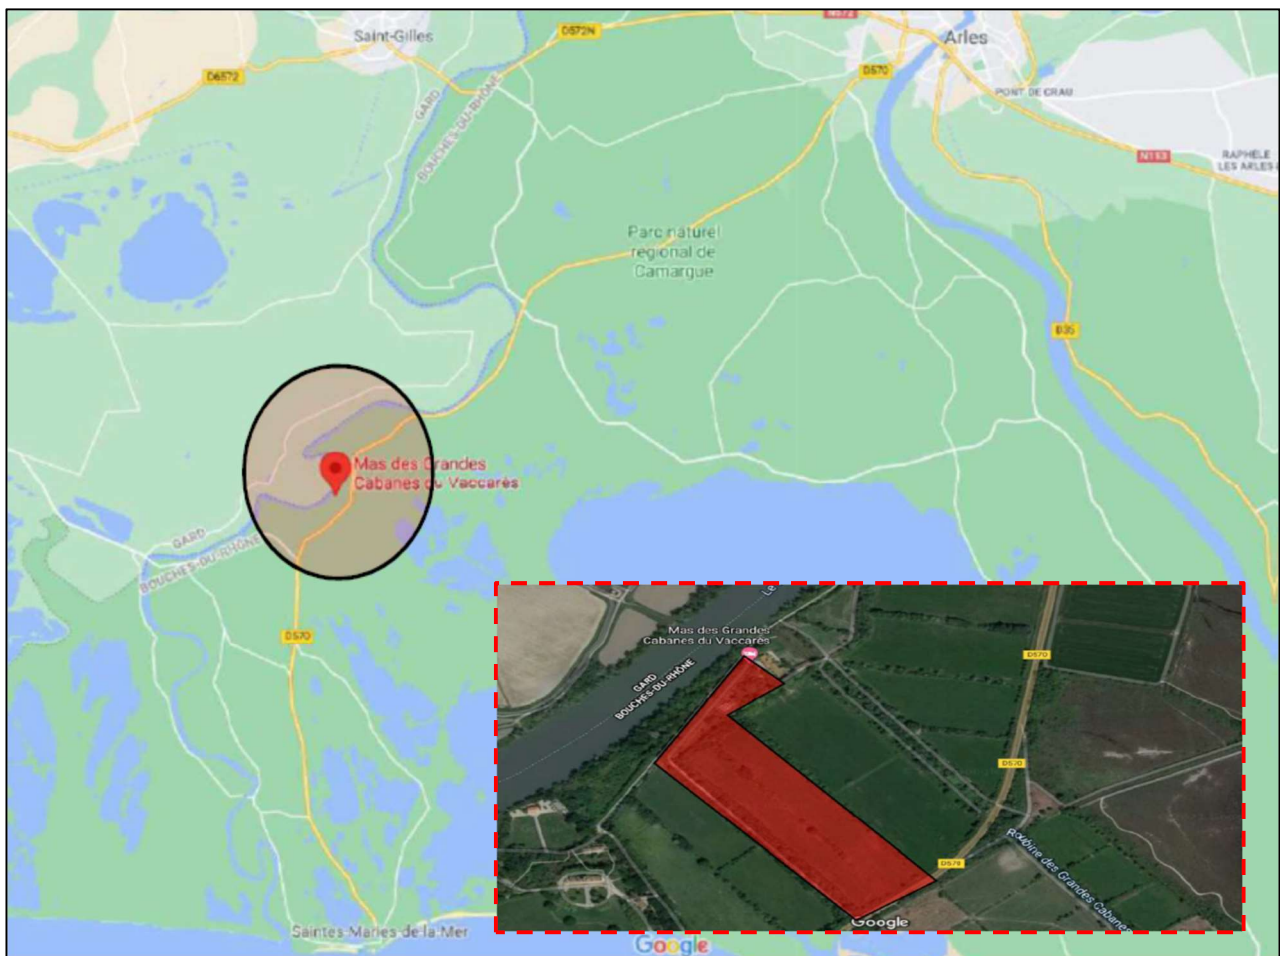 N572
Saint-Gilles
D572N
Arles
D6572
D570
PONT DE CRAU
GARD
BOUCHES-DU-RHÔNE
N113
RAPHELE
LES ARLES
Parc naturel
régional de
Camargue
D35
Mas des Grandes
Cabanes du Vaccarès
GARD
BOUCHES-DU-RHÔNE
D570
Le
Mas des Grandes
Cabanes du Vaccarès
GARD
BOUCHES-DU-RHÔNE
D570
D570
D570
Roubine des Grandes Cabanes
Google
Saintes-Maries-de-la-Mer
Google